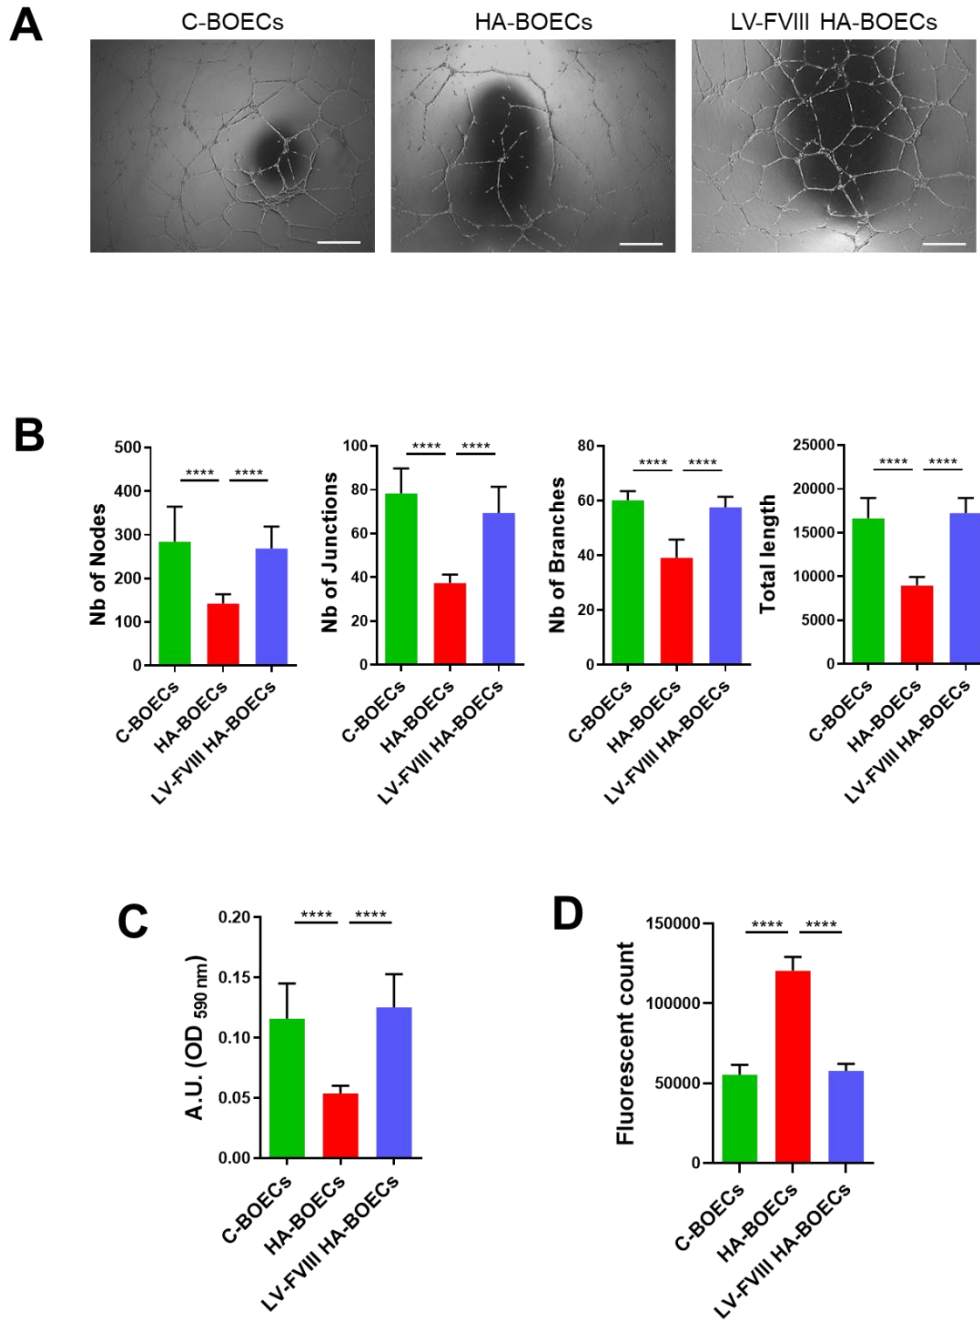 A
C-BOECs
HA-BOECs
LV-FVIII HA-BOECs
B
Nb of Nodes
500
400
300
200
100
0
****
****
C-BOECs
HA-BOECs
LV-FVIII HA-BOECs
Nb of Junctions
100
80
60
40
20
0
****
****
C-BOECs
HA-BOECs
LV-FVIII HA-BOECs
Nb of Branches
80
60
40
20
0
****
****
C-BOECs
HA-BOECs
LV-FVIII HA-BOECs
Total length
25000
20000
15000
10000
5000
0
****
****
C-BOECs
HA-BOECs
LV-FVIII HA-BOECs
C
A.U. (OD 590 nm)
0.20
0.15
0.10
0.05
0.00
****
****
C-BOECs
HA-BOECs
LV-FVIII HA-BOECs
D
Fluorescent count
150000
100000
50000
0
****
****
C-BOECs
HA-BOECs
LV-FVIII HA-BOECs